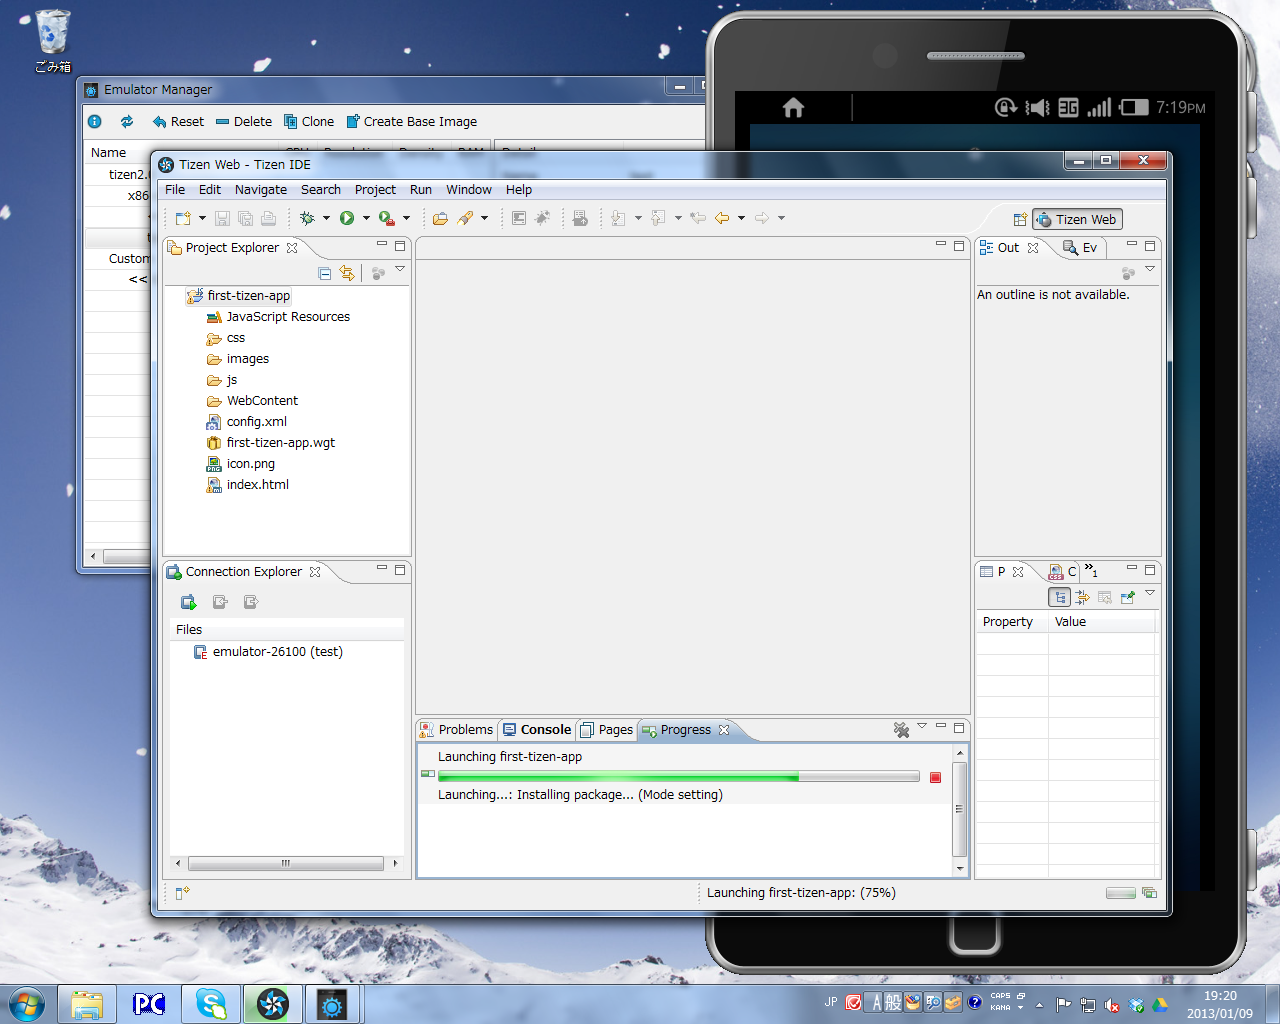 ごみ箱
Emulator Manager
Reset
Delete
Clone
Create Base Image
Name
tizen2.
x86
Custom
<<
7:19PM
3G
Tizen Web - Tizen IDE
File Edit Navigate Search Project Run Window Help
Tizen Web
Project Explorer
first-tizen-app
JavaScript Resources
css
images
js
WebContent
config.xml
first-tizen-app.wgt
icon.png
index.html
Out
Ev
An outline is not available.
Connection Explorer
Files
emulator-26100 (test)
P
C
»1
Property
Value
Problems
Console
Pages
Progress
Launching first-tizen-app
Launching...: Installing package... (Mode setting)
Launching first-tizen-app: (75%)
PC
JP
A 般
CAPS
KANA
19:20
2013/01/09